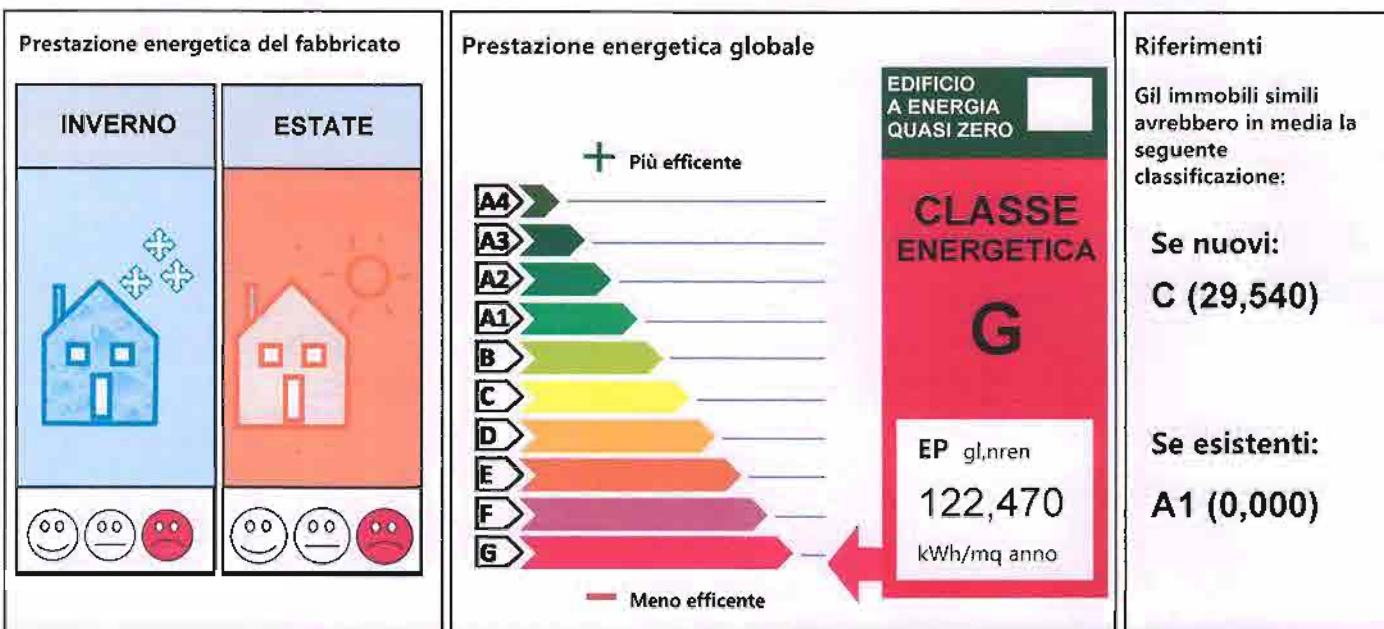 Prestazione energetica del fabbricato
INVERNO
ESTATE
Prestazione energetica globale
+ Più efficente
A4
A3
A2
A1
B
C
D
E
F
G
Meno efficente
EDIFICIO
A ENERGIA
QUASI ZERO
CLASSE
ENERGETICA
G
EP gl,nren
122,470
kWh/mq anno
Riferimenti
Gil immobili simili
avrebbero in media la
seguente
classificazione:
Se nuovi:
C (29,540)
Se esistenti:
A1 (0,000)